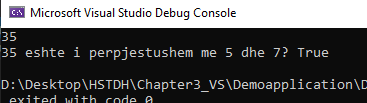 Microsoft Visual Studio Debug Console
35
35 eshte i perpjestushem me 5 dhe 7? True
D:\Desktop\HSTDH\Chapter3_VS\Demoapplication\D
exited with code 0